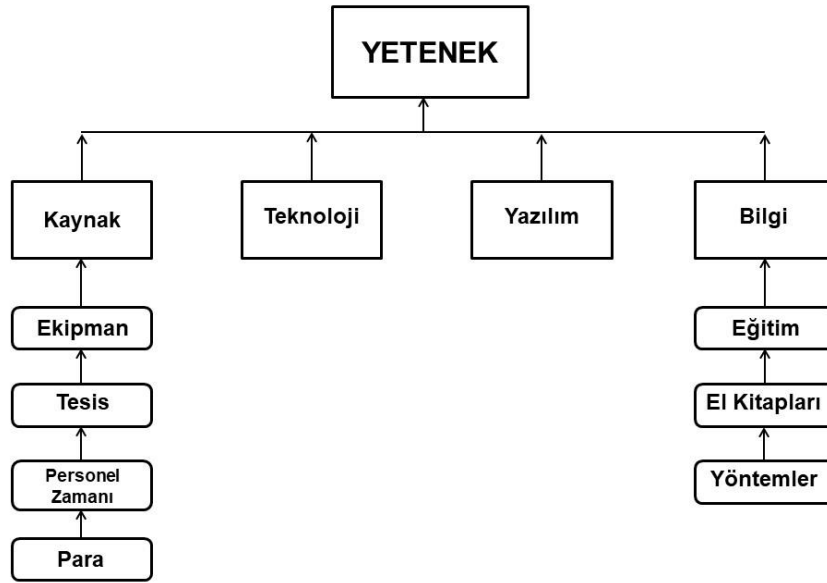 YETENEK
Kaynak
Teknoloji
Yazılım
Bilgi
Ekipman
Tesis
Personel
Zamanı
Para
Eğitim
El Kitapları
Yöntemler